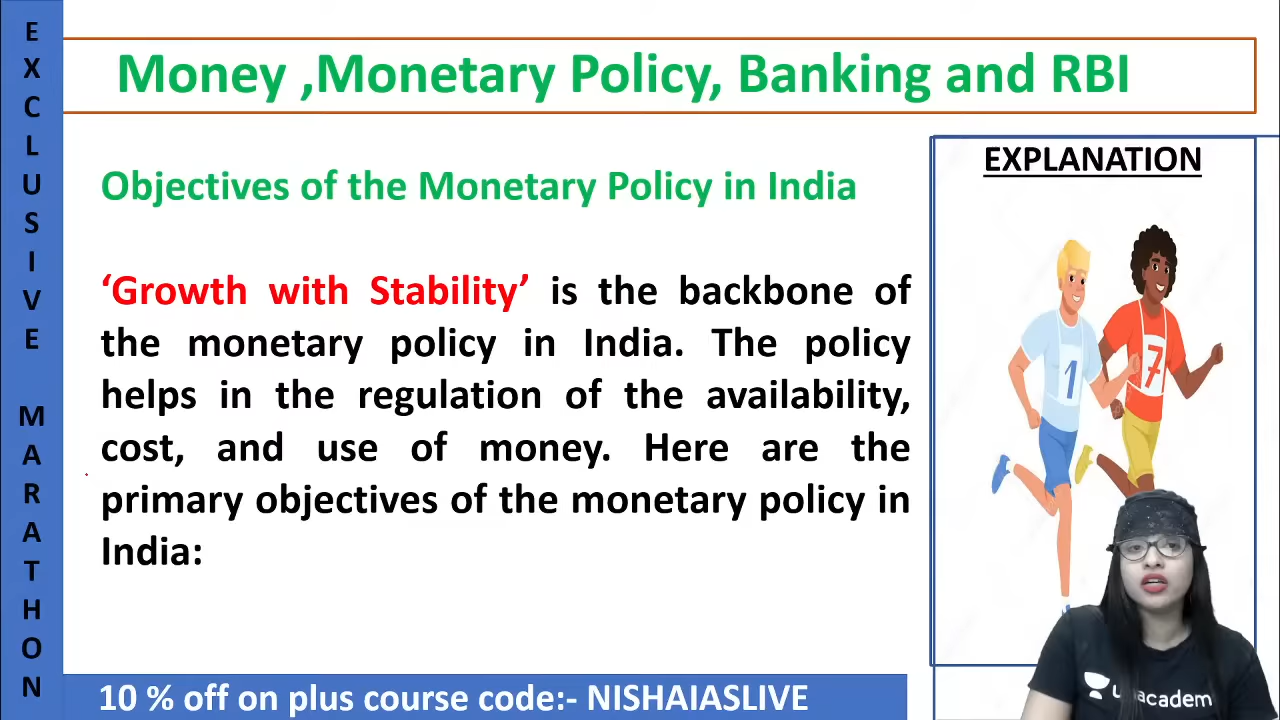 EXCLUSIVE MARATHON
Money ,Monetary Policy, Banking and RBI
Objectives of the Monetary Policy in India
‘Growth with Stability’ is the backbone of
the monetary policy in India. The policy
helps in the regulation of the availability,
cost, and use of money. Here are the
primary objectives of the monetary policy in
India:
EXPLANATION
1
7
unacademy
10 % off on plus course code:- NISHAIASLIVE